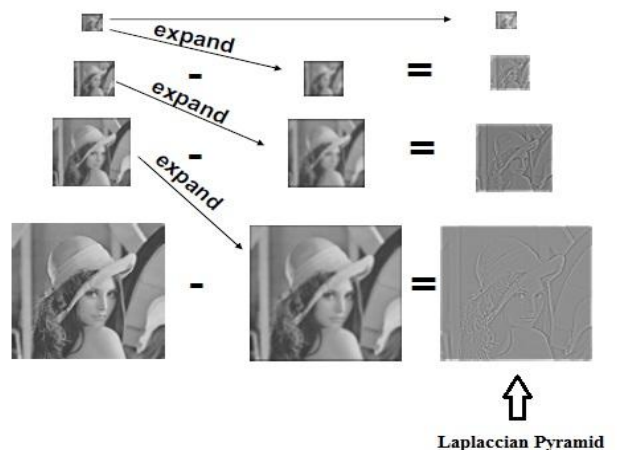 expand
- =
expand
- =
expand
- =
Laplaccian Pyramid